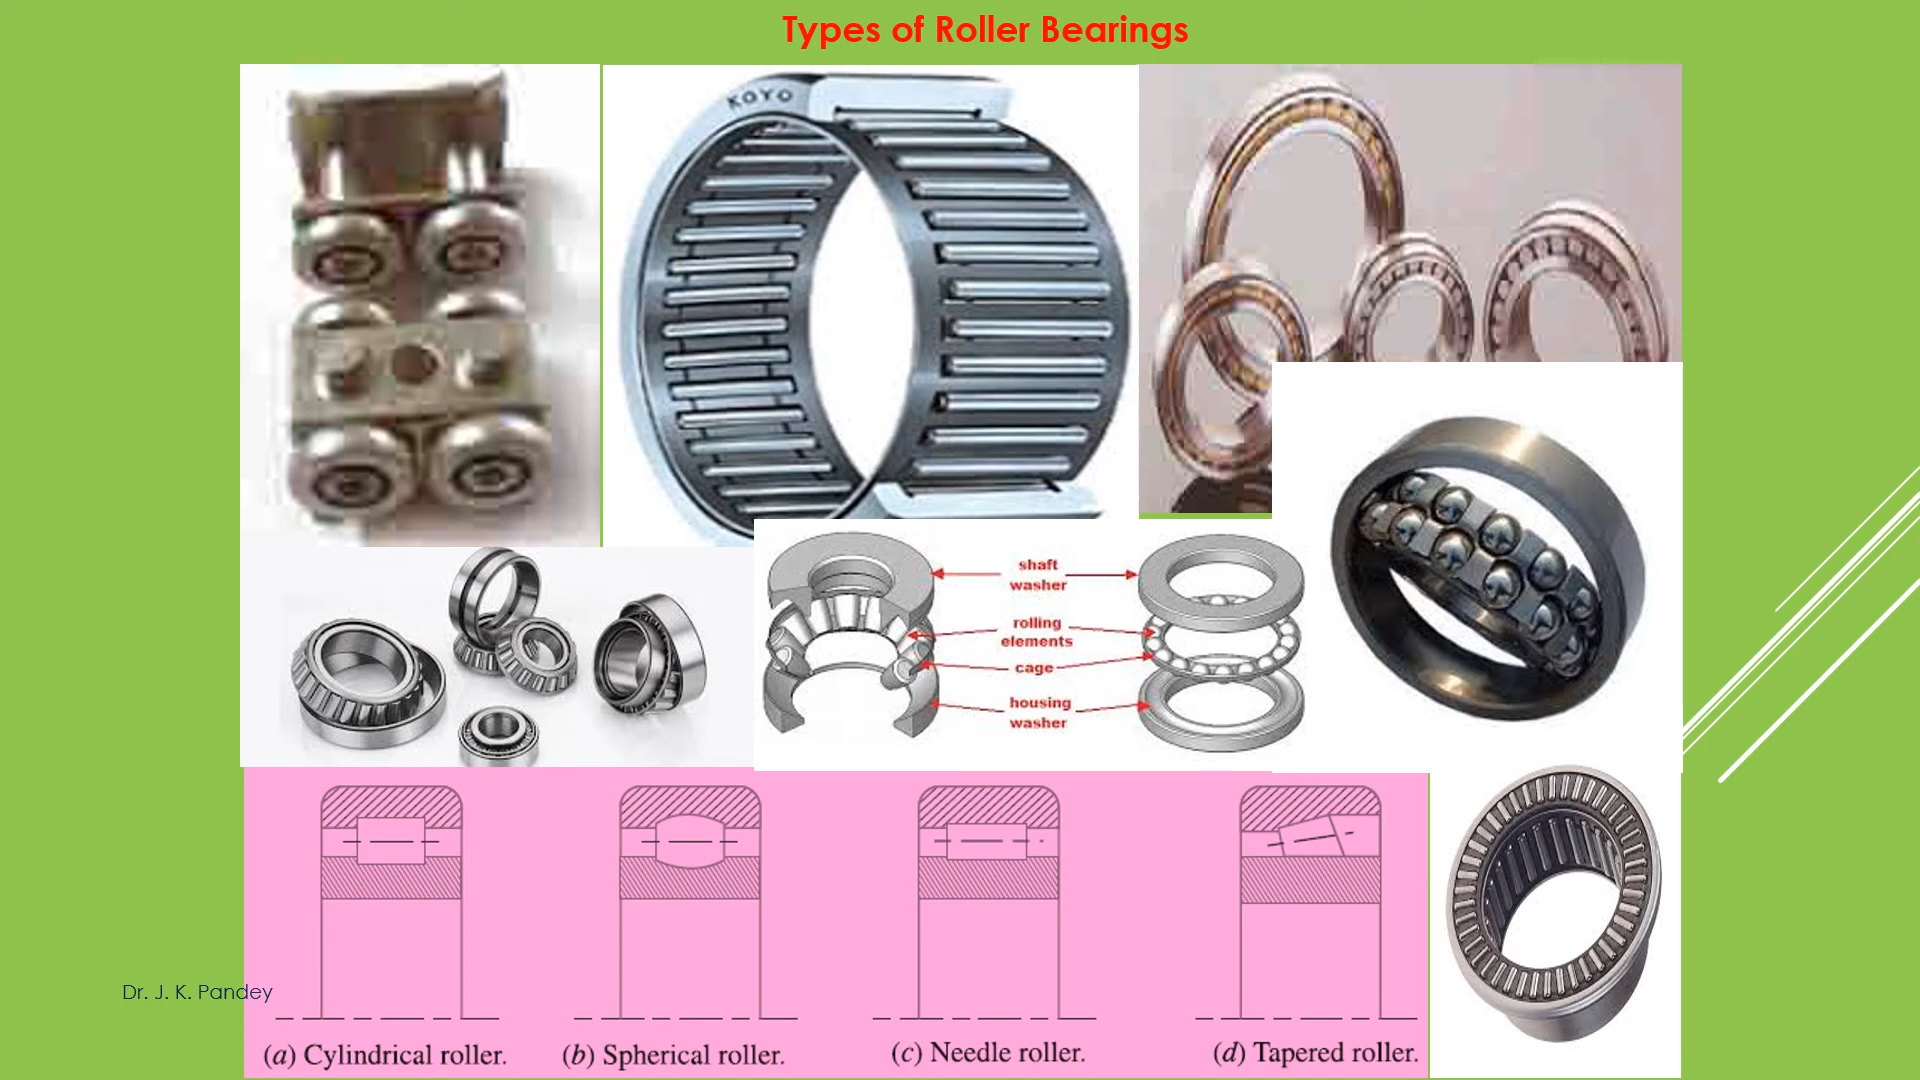 Types of Roller Bearings
KOYO
shaft
washer
rolling
elements
cage
housing
washer
Dr. J. K. Pandey
(a) Cylindrical roller.
(b) Spherical roller.
(c) Needle roller.
(d) Tapered roller.